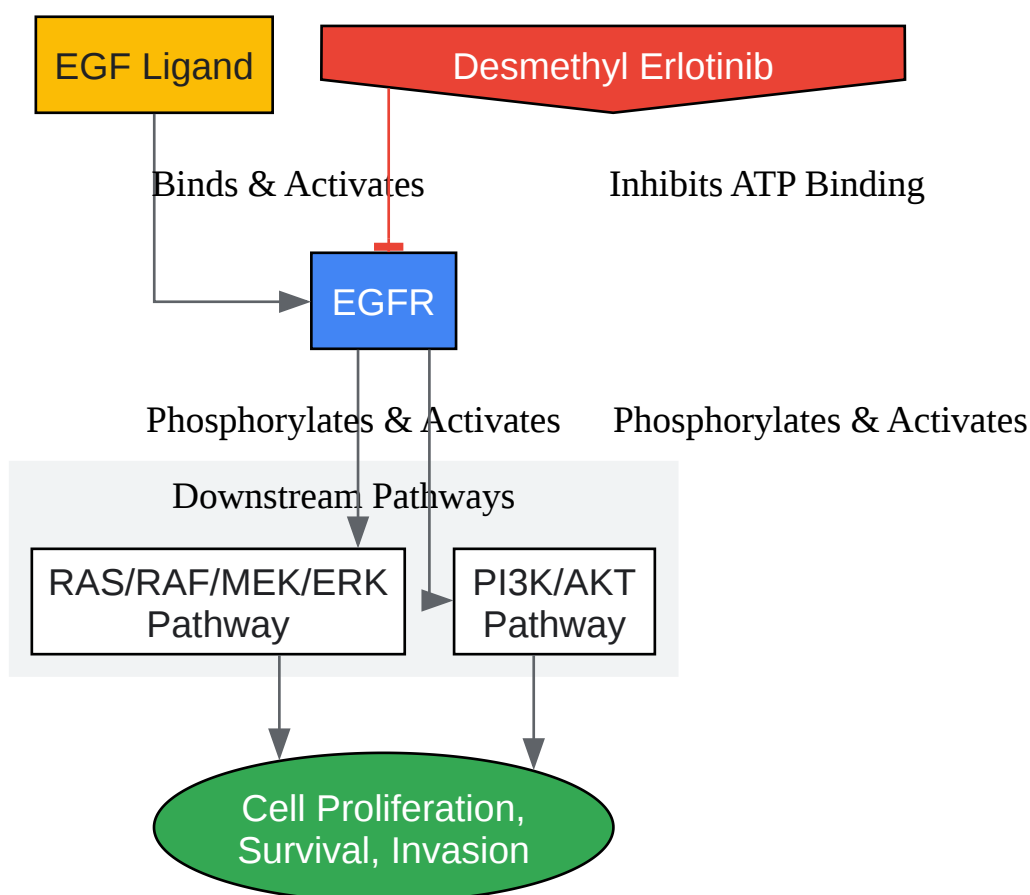 EGF Ligand
Desmethyl Erlotinib
Binds & Activates
Inhibits ATP Binding
EGFR
Phosphorylates & Activates
Phosphorylates & Activates
Downstream Pathways
RAS/RAF/MEK/ERK
Pathway
PI3K/AKT
Pathway
Cell Proliferation,
Survival, Invasion